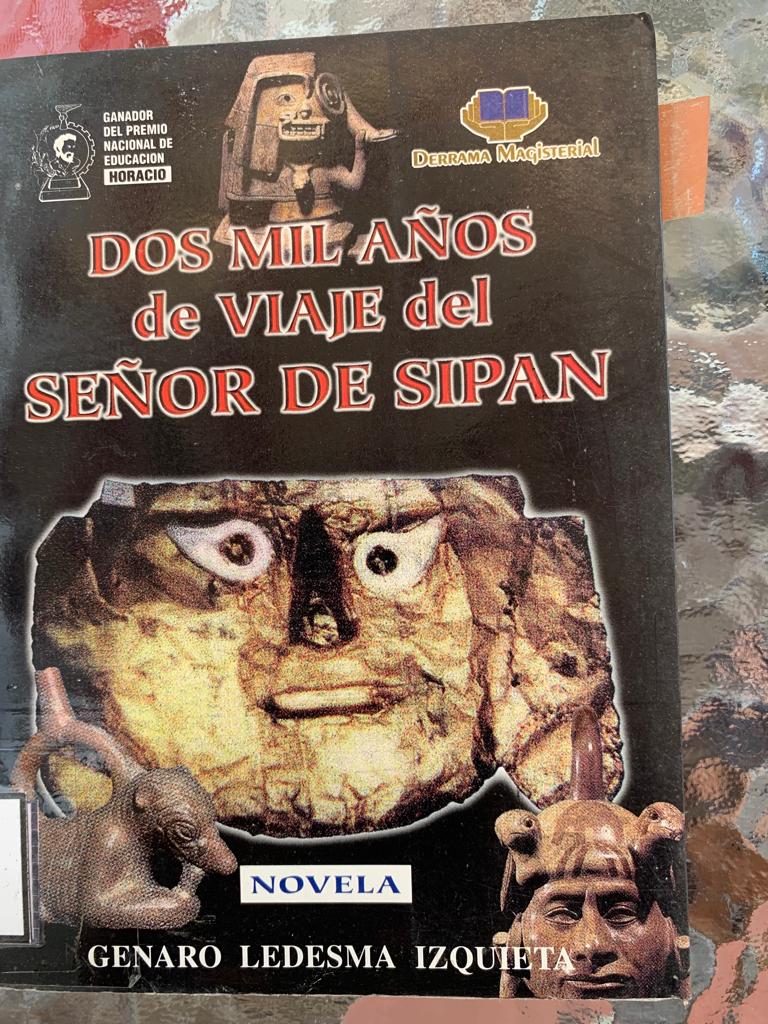 GANADOR
DEL PREMIO
NACIONAL DE
EDUCACION
HORACIO
DERRAMA MAGISTERIAL
DOS MIL AÑOS
de VIAJE del
SEÑOR DE SIPAN
NOVELA
GENARO LEDESMA IZQUIETA